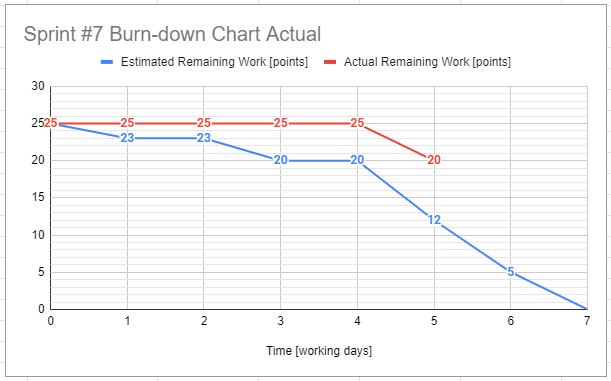 Sprint #7 Burn-down Chart Actual
Estimated Remaining Work [points] Actual Remaining Work [points]
30
25 25 25 25 25 25
23 23
20 20 20 20
15
12
10
5 5
0
0 1 2 3 4 5 6 7
Time [working days]